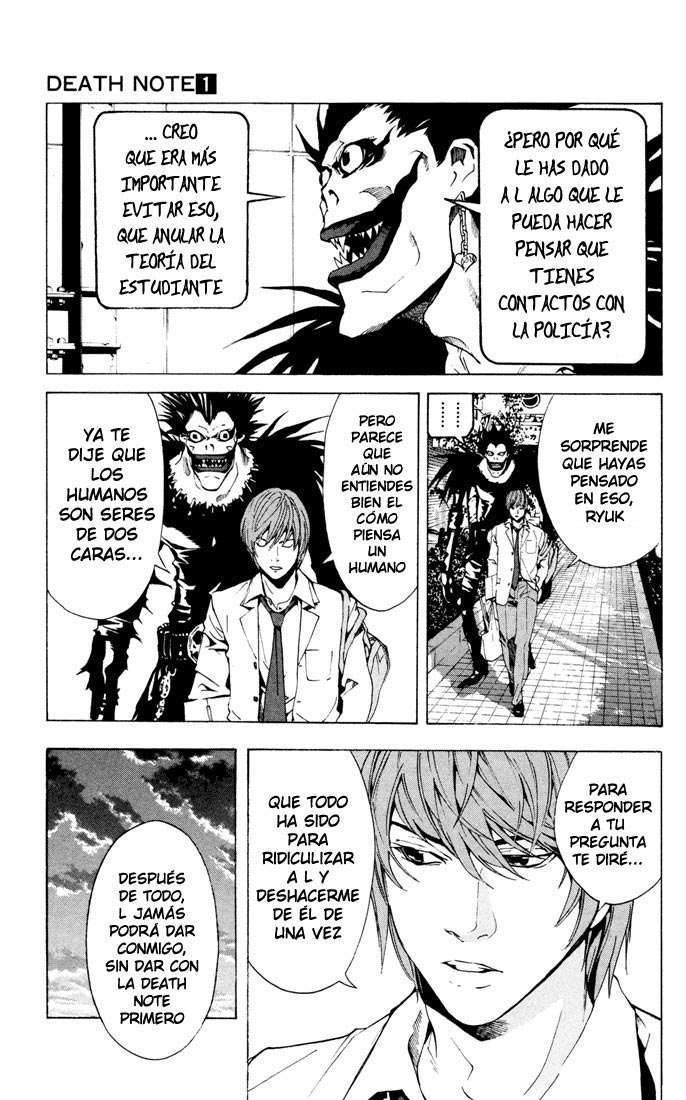 DEATH NOTE 1
¿PERO POR QUÉ
LE HAS DADO
A L ALGO QUE LE
PUEDA HACER
PENSAR QUE
TIENES
CONTACTOS CON
LA POLICÍA?
... CREO
QUE ERA MÁS
IMPORTANTE
EVITAR ESO,
QUE ANULAR LA
TEORÍA DEL
ESTUDIANTE
ME
SORPRENDE
QUE HAYAS
PENSADO
EN ESO,
RYUK
......
PERO
PARECE
QUE
AÚN NO
ENTIENDES
BIEN EL
CÓMO
PIENSA
UN
HUMANO
YA TE
DIJE QUE
LOS
HUMANOS
SON SERES
DE DOS
CARAS...
PARA
RESPONDER
A TU
PREGUNTA
TE DIRÉ...
QUE TODO
HA SIDO
PARA
RIDICULIZAR
A L Y
DESHACERME
DE ÉL DE
UNA VEZ
DESPUÉS
DE TODO,
L JAMÁS
PODRÁ DAR
CONMIGO,
SIN DAR CON
LA DEATH
NOTE
PRIMERO